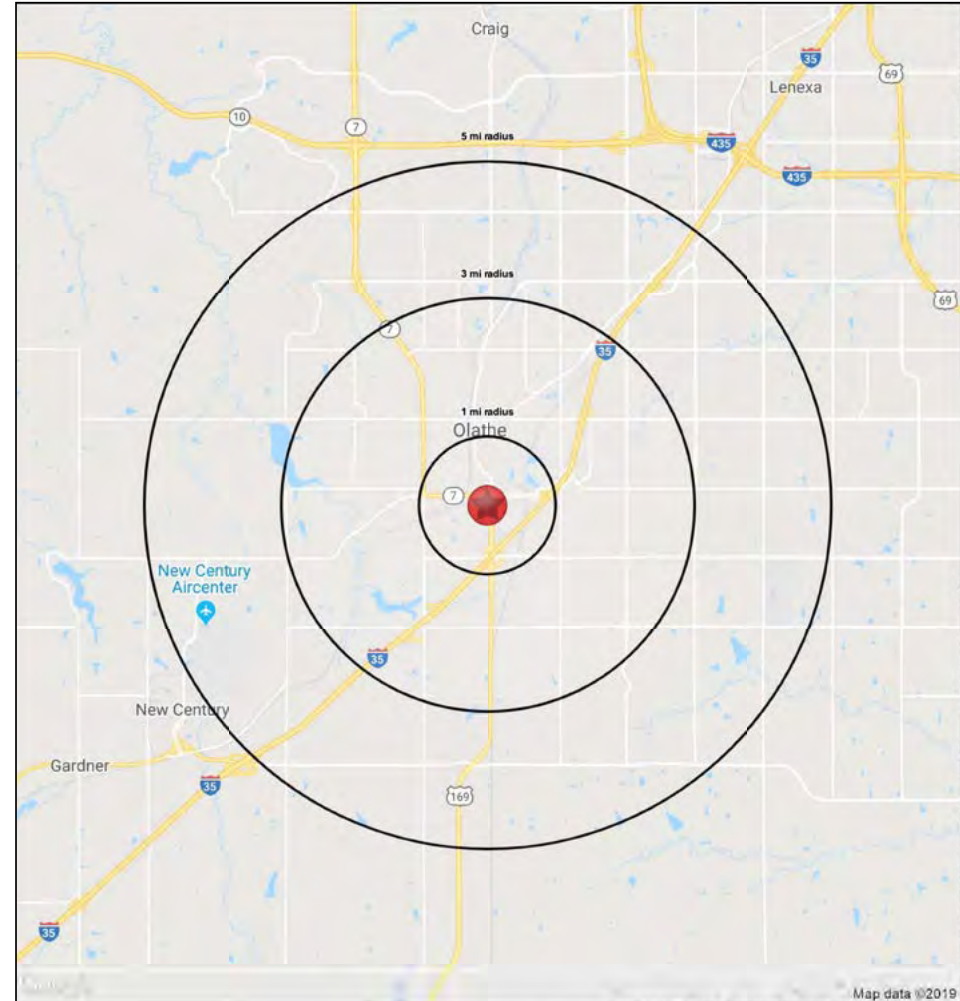 Craig
35
69
Lenexa
10
7
5 mi radius
435
435
3 mi radius
69
7
35
1 mi radius
Olathe
7
New Century
Aircenter
35
New Century
Gardner
35
169
35
Map data ©2019